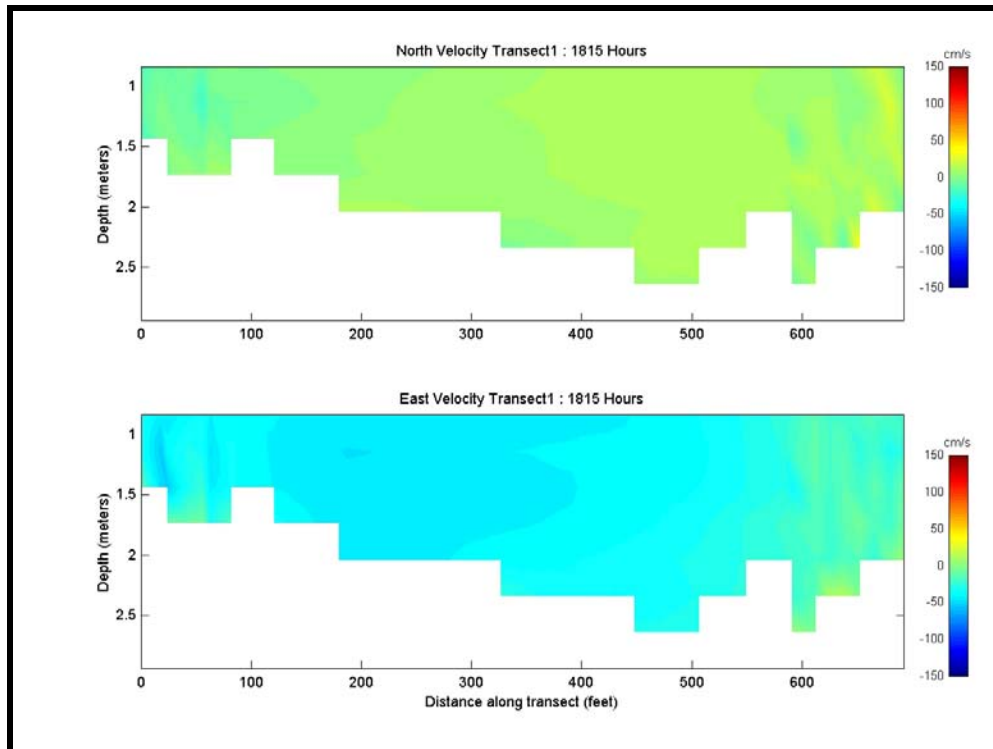 North Velocity Transect1 : 1815 Hours
cm/s
150
100
50
0
-50
-100
-150
Depth (meters)
1
1.5
2
2.5
0 100 200 300 400 500 600
East Velocity Transect1 : 1815 Hours
cm/s
150
100
50
0
-50
-100
-150
Depth (meters)
1
1.5
2
2.5
0 100 200 300 400 500 600
Distance along transect (feet)